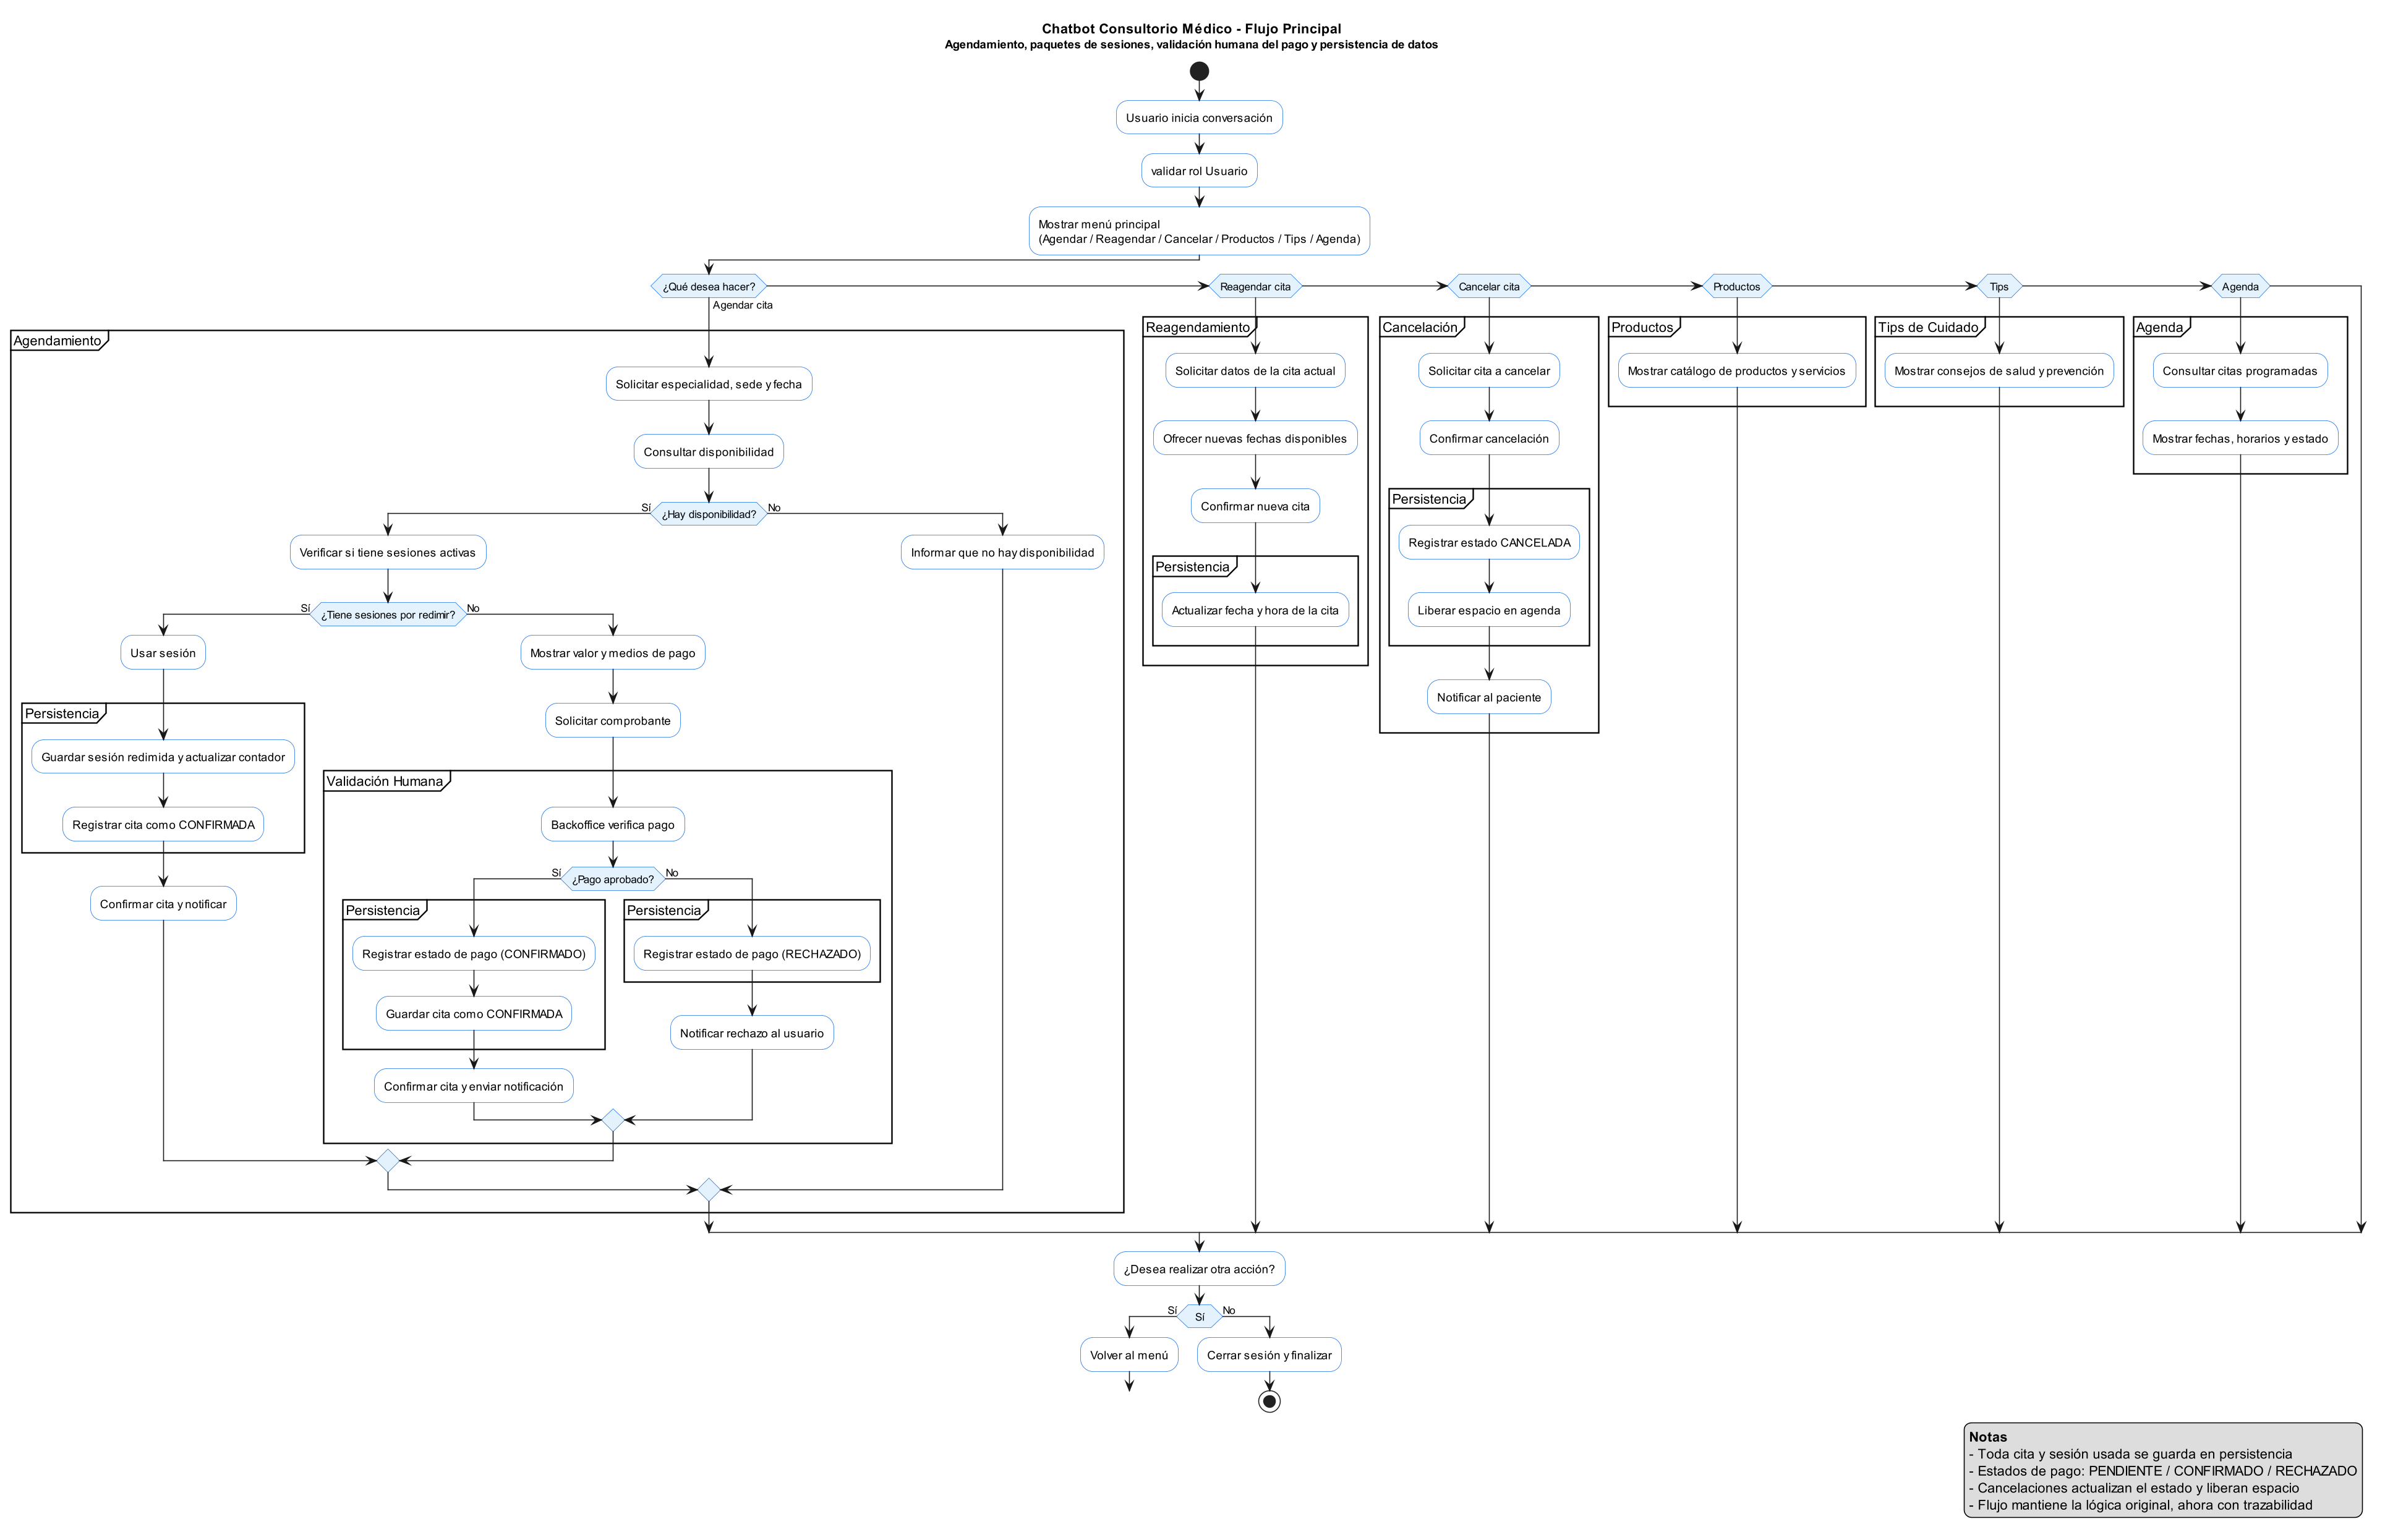 Chatbot Consultorio Médico - Flujo Principal
Agendamiento, paquetes de sesiones, validación humana del pago y persistencia de datos
Usuario inicia conversación
validar rol Usuario
Mostrar menú principal
(Agendar / Reagendar / Cancelar / Productos / Tips / Agenda)
¿Qué desea hacer?
Agendar cita
Reagendar cita
Cancelar cita
Productos
Tips
Agenda
Agendamiento
Solicitar especialidad, sede y fecha
Consultar disponibilidad
¿Hay disponibilidad?
Sí
No
Verificar si tiene sesiones activas
Informar que no hay disponibilidad
¿Tiene sesiones por redimir?
Sí
No
Usar sesión
Persistencia
Guardar sesión redimida y actualizar contador
Registrar cita como CONFIRMADA
Confirmar cita y notificar
Mostrar valor y medios de pago
Solicitar comprobante
Validación Humana
Backoffice verifica pago
¿Pago aprobado?
Sí
No
Persistencia
Registrar estado de pago (CONFIRMADO)
Guardar cita como CONFIRMADA
Confirmar cita y enviar notificación
Persistencia
Registrar estado de pago (RECHAZADO)
Notificar rechazo al usuario
Reagendamiento
Solicitar datos de la cita actual
Ofrecer nuevas fechas disponibles
Confirmar nueva cita
Persistencia
Actualizar fecha y hora de la cita
Cancelación
Solicitar cita a cancelar
Confirmar cancelación
Persistencia
Registrar estado CANCELADA
Liberar espacio en agenda
Notificar al paciente
Productos
Mostrar catálogo de productos y servicios
Tips de Cuidado
Mostrar consejos de salud y prevención
Agenda
Consultar citas programadas
Mostrar fechas, horarios y estado
¿Desea realizar otra acción?
Sí
Sí
No
Volver al menú
Cerrar sesión y finalizar
Notas
- Toda cita y sesión usada se guarda en persistencia
- Estados de pago: PENDIENTE / CONFIRMADO / RECHAZADO
- Cancelaciones actualizan el estado y liberan espacio
- Flujo mantiene la lógica original, ahora con trazabilidad